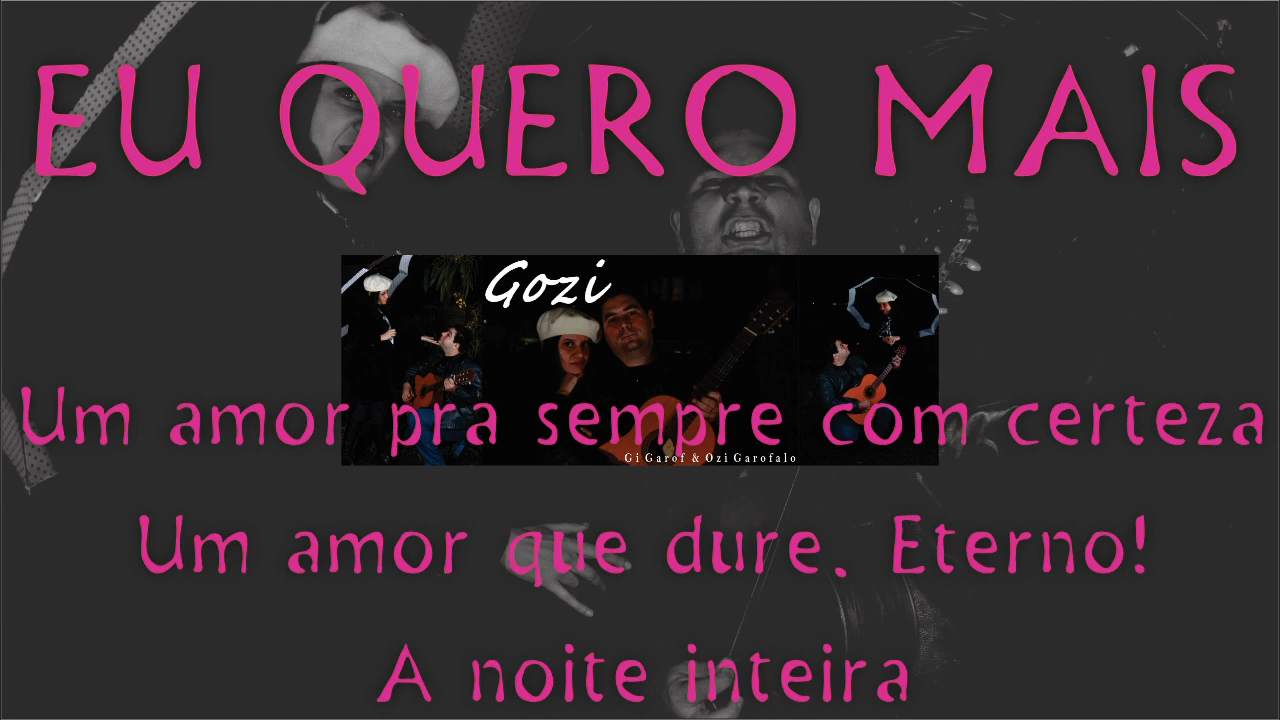 EU QUERO MAIS
Gozi
Um amor pra sempre com certeza
Gi Garof & Ozi Garofalo
Um amor que dure. Eterno!
A noite inteira